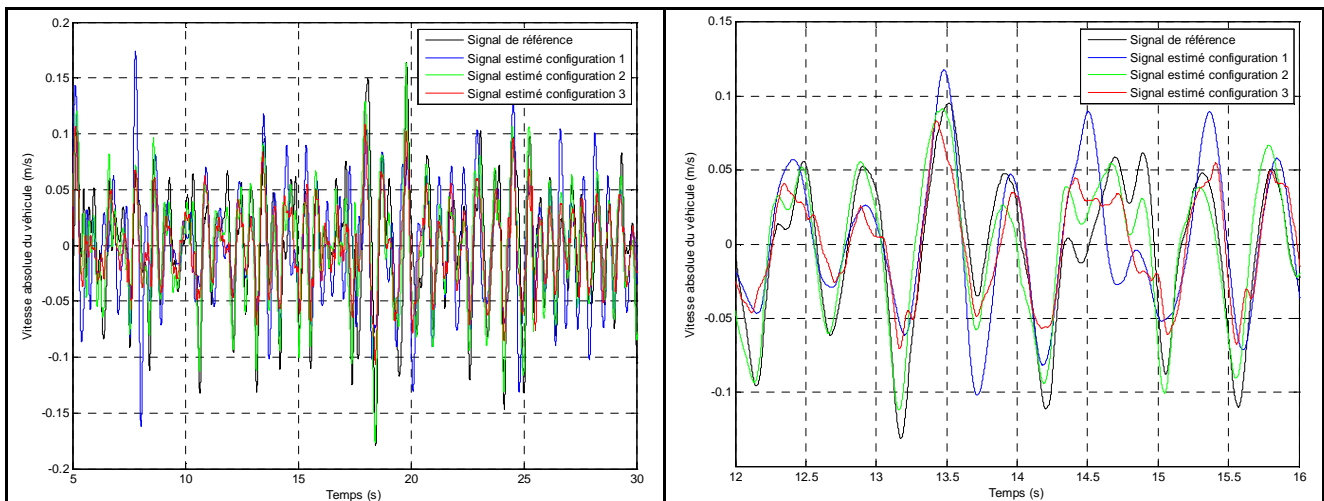 0.2
0.15
0.1
0.05
0
-0.05
-0.1
-0.15
-0.2
5
10
15
20
25
30
Temps (s)
Vitesse absolue du véhicule (m/s)
Signal de référence
Signal estimé configuration 1
Signal estimé configuration 2
Signal estimé configuration 3
0.15
0.1
0.05
0
-0.05
-0.1
12
12.5
13
13.5
14
14.5
15
15.5
16
Temps (s)
Vitesse absolue du véhicule (m/s)
Signal de référence
Signal estimé configuration 1
Signal estimé configuration 2
Signal estimé configuration 3